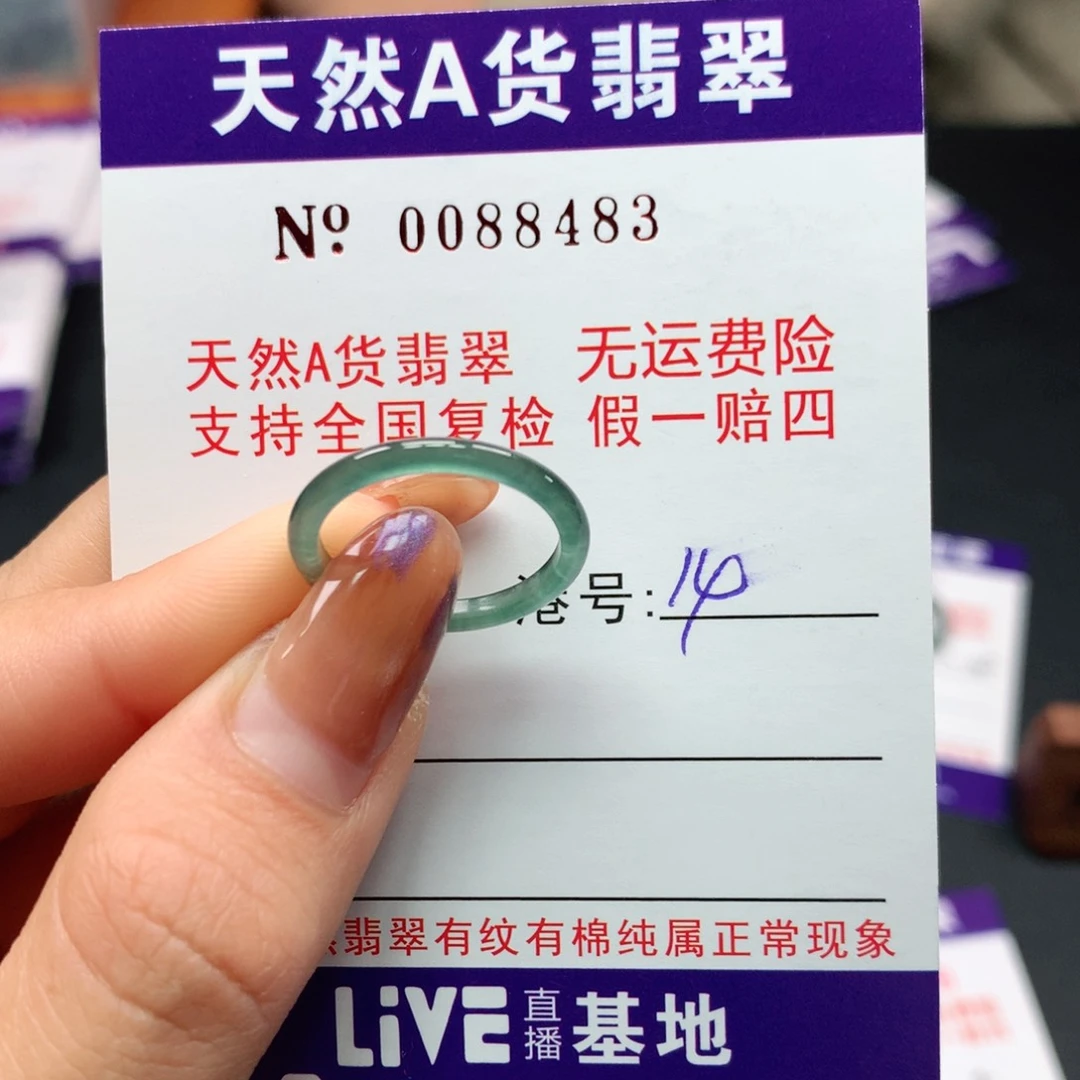 天然A货翡翠
Nº 0088483
天然A货翡翠 无运费险
支持全国复检 假一赔四
港号: 14
翡翠有纹有棉纯属正常现象
LiVE 直播 基地